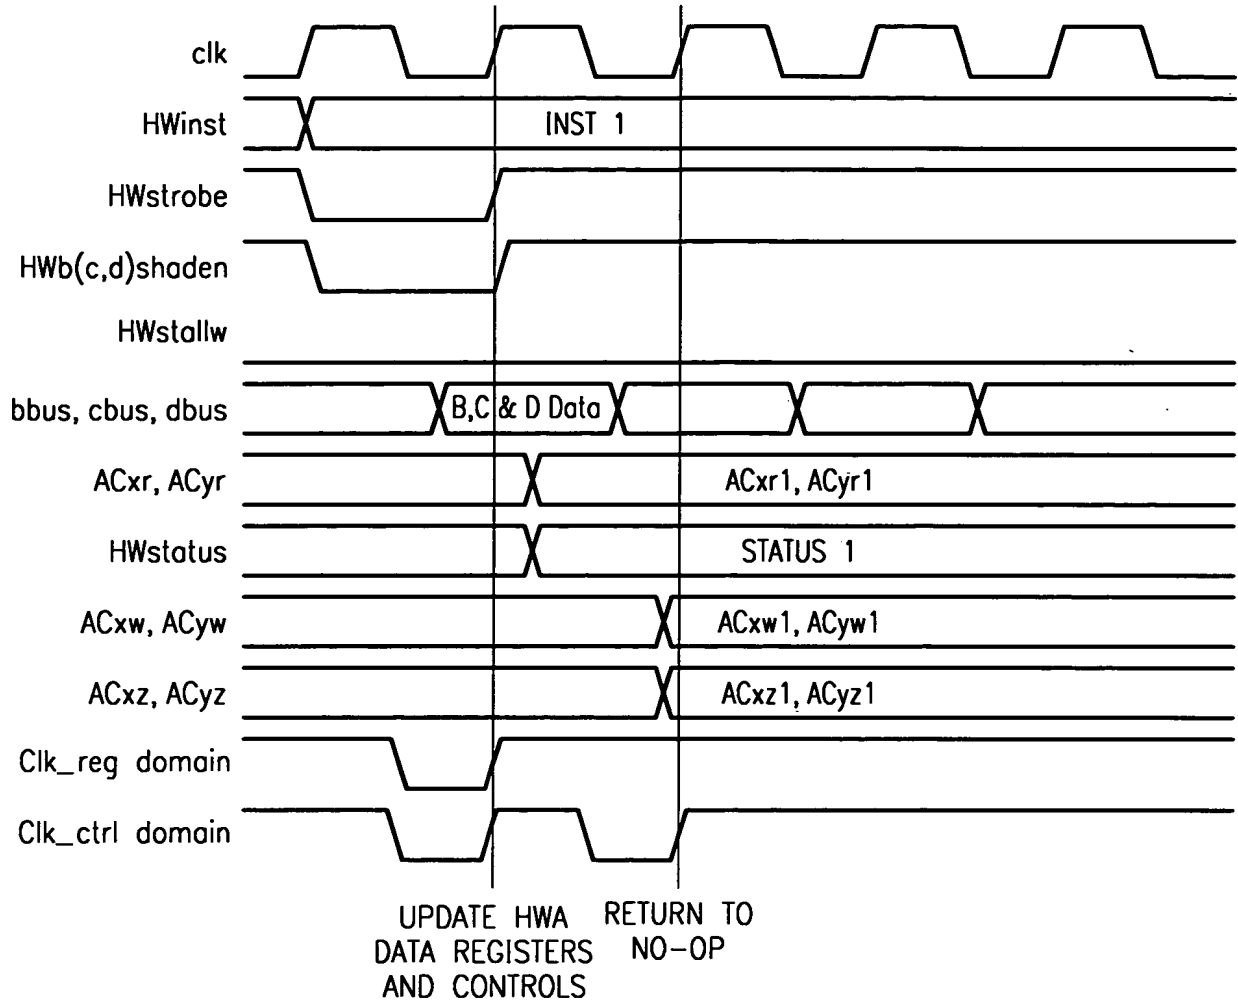 clk
HWinst INST 1
HWstrobe
HWb(c,d)shaden
HWstallw
bbus, cbus, dbus B,C & D Data
ACxr, ACyr ACxr1, ACyr1
HWstatus STATUS 1
ACxw, ACyw ACxw1, ACyw1
ACxz, ACyz ACxz1, ACyz1
Clk_reg domain
Clk_ctrl domain
UPDATE HWA RETURN TO
DATA REGISTERS NO-OP
AND CONTROLS